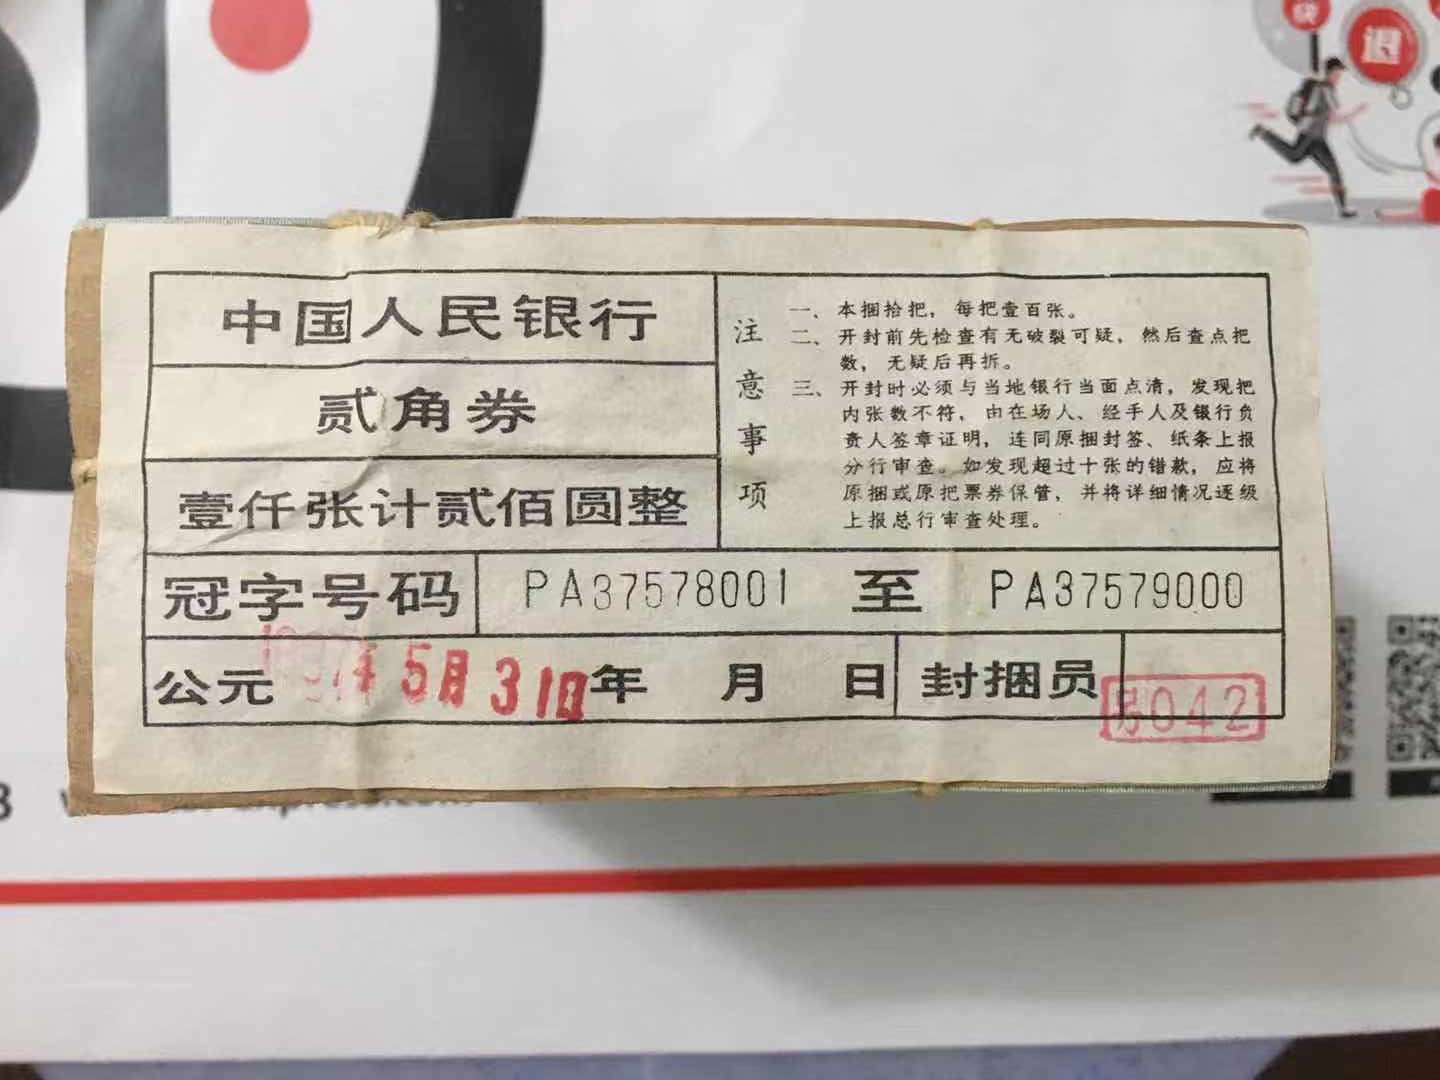 退
中国人民银行
贰角券
壹仟张计贰佰圆整
注意事项
一、本捆拾把，每把壹百张。
二、开封前先检查有无破裂可疑，然后查点把
数，无疑后再拆。
三、开封时必须与当地银行当面点清，发现把
内张数不符，由在场人、经手人及银行负
责人签章证明，连同原捆封签、纸条上报
分行审查。如发现超过十张的错款，应将
原捆或原把票券保管，并将详细情况逐级
上报总行审查处理。
冠字号码 PA37578001 至 PA37579000
公元 5月31日 年 月 日 封捆员 042